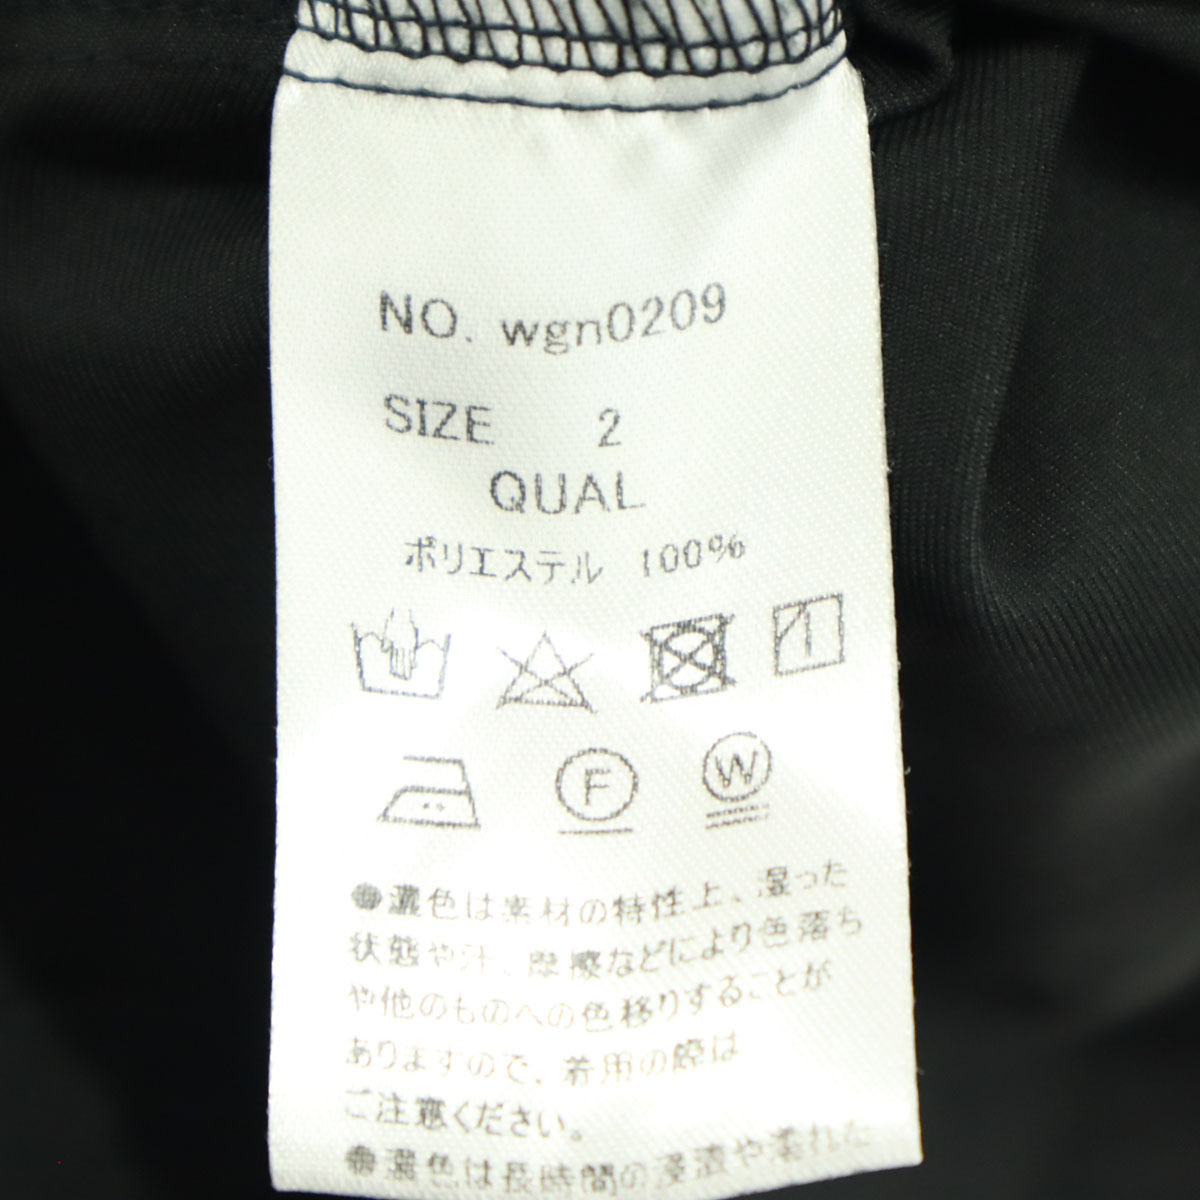 NO. wgn0209
SIZE 2
QUAL
ポリエステル 100%
F
W
●濃色は素材の特性上、湿った
状態や汗、摩擦などにより色落ち
や他のものへの色移りすることが
ありますので、着用の際は
ご注意ください。
●濃色は長時間の浸漬や濡れた